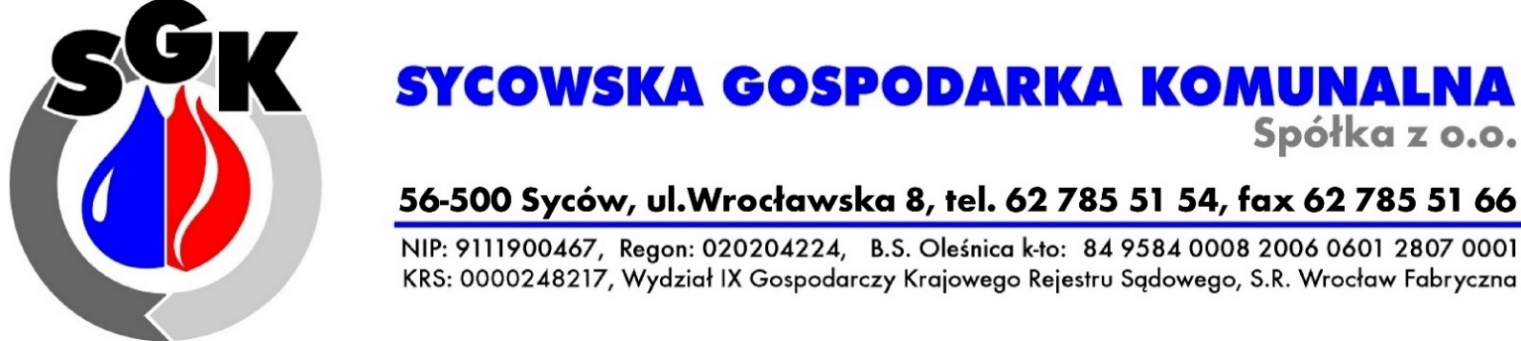 SGK
SYCOWSKA GOSPODARKA KOMUNALNA
Spółka z o.o.
56-500 Syców, ul.Wrocławska 8, tel. 62 785 51 54, fax 62 785 51 66
NIP: 9111900467, Regon: 020204224, B.S. Oleśnica k-to: 84 9584 0008 2006 0601 2807 0001
KRS: 0000248217, Wydział IX Gospodarczy Krajowego Rejestru Sądowego, S.R. Wrocław Fabryczna